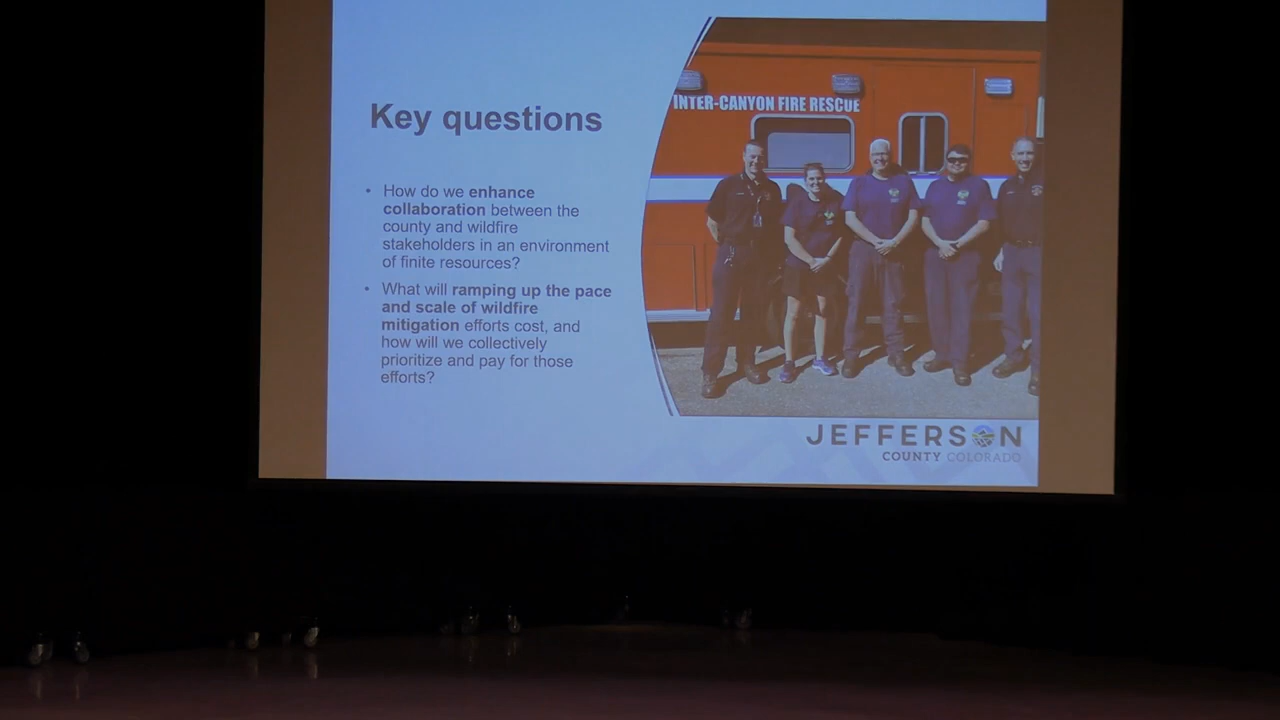 Key questions
• How do we enhance
collaboration between the
county and wildfire
stakeholders in an environment
of finite resources?
• What will ramping up the pace
and scale of wildfire
mitigation efforts cost, and
how will we collectively
prioritize and pay for those
efforts?
INTER-CANYON FIRE RESCUE
JEFFERSON
COUNTY COLORADO